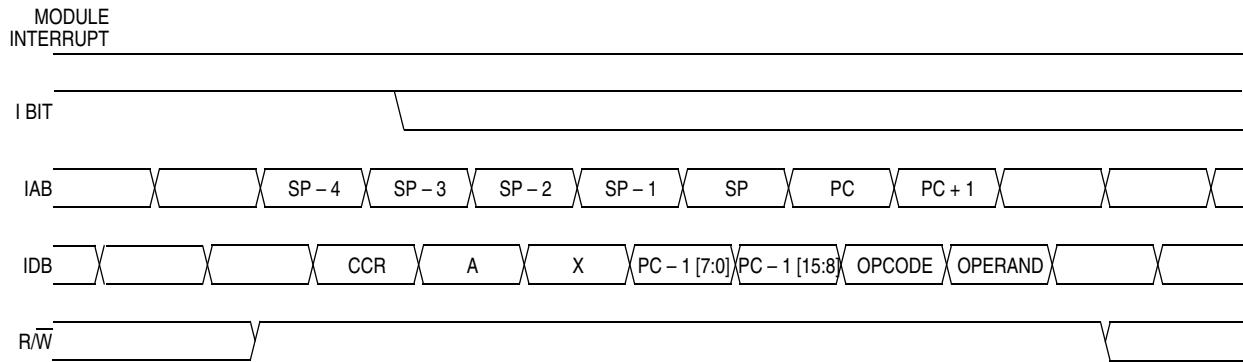 MODULE
INTERRUPT
I BIT
IAB SP – 4 SP – 3 SP – 2 SP – 1 SP PC PC + 1
IDB CCR A X PC – 1 [7:0] PC – 1 [15:8] OPCODE OPERAND
R/W